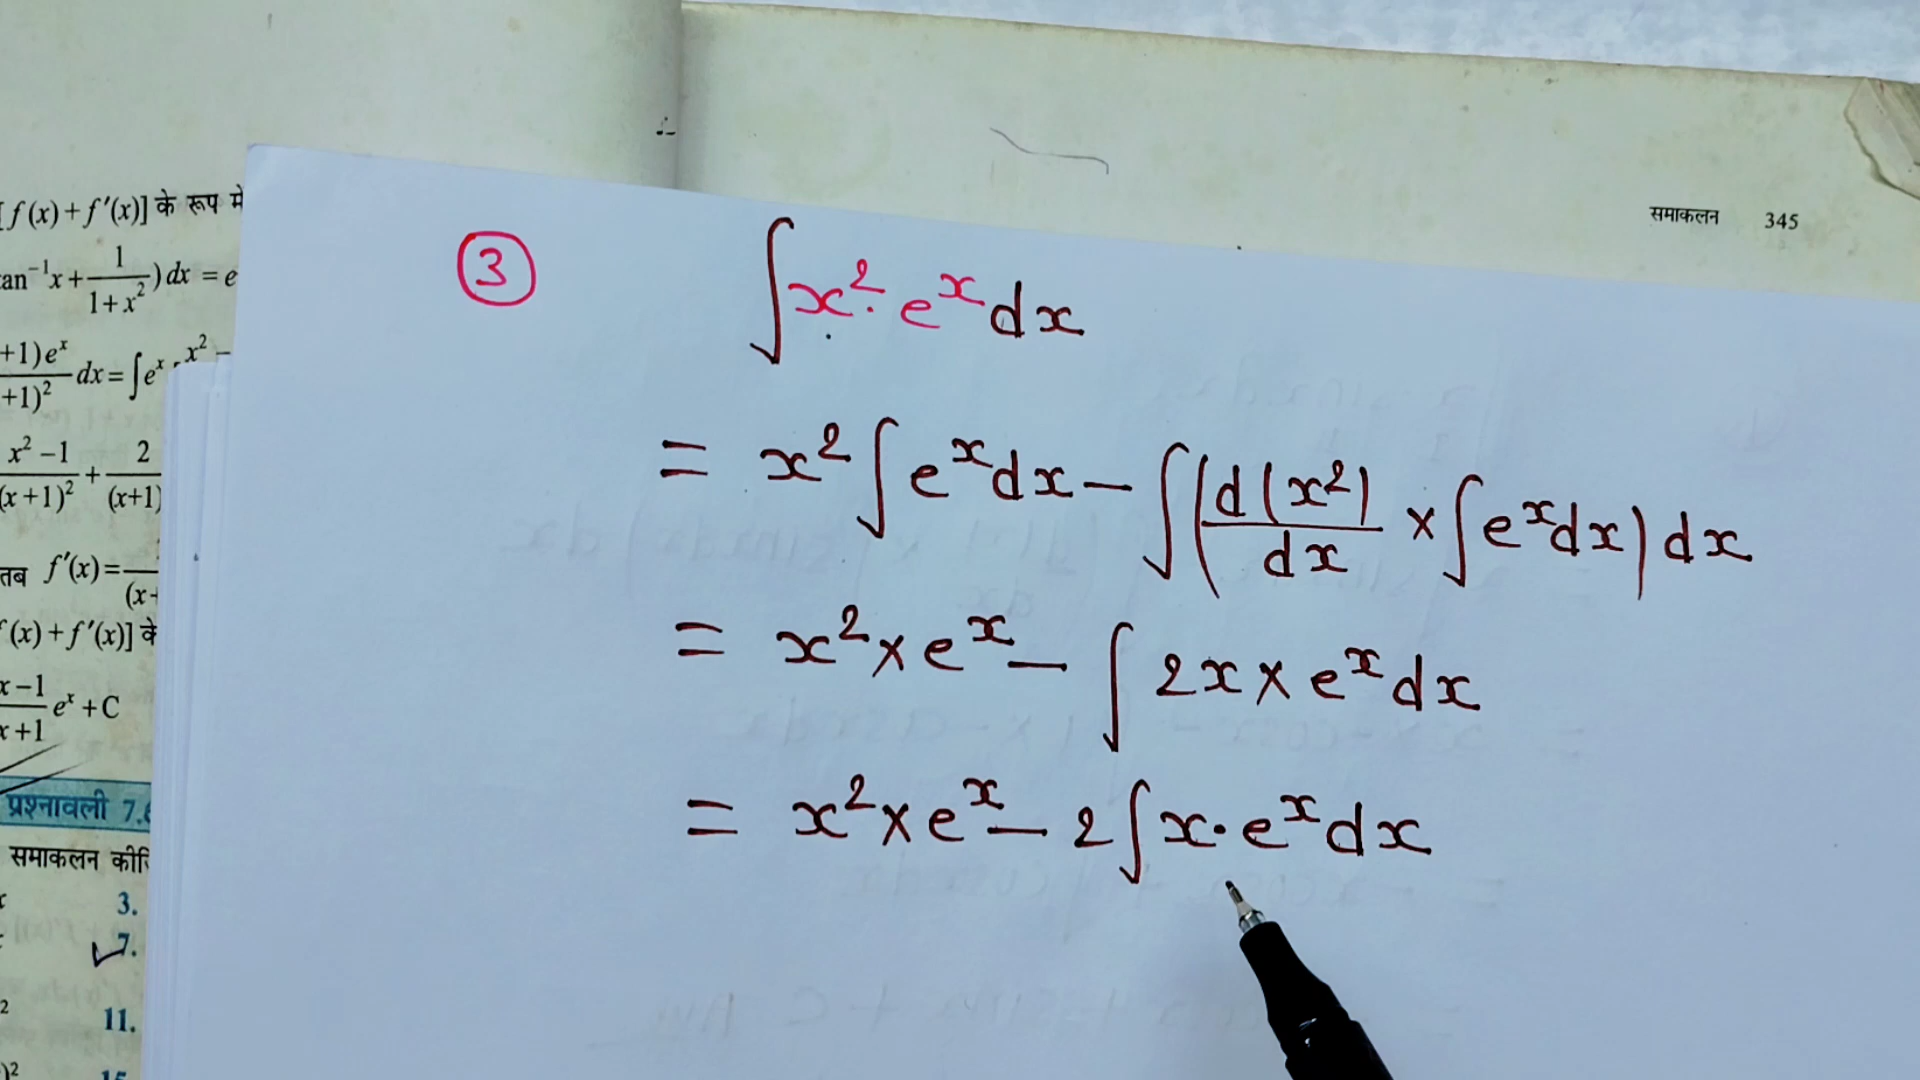 [f(x)+f′(x)] के रूप में
an⁻¹x + 1/(1+x²)) dx = e
+1)eˣ/+1)² dx = ∫eˣ . x² –
x²–1/(x+1)² + 2/(x+1)
तब f′(x)=
(x+
f(x)+f′(x)] के
x–1/x+1 eˣ + C
प्रश्नावली 7.6
समाकलन
3.
7.
11.
समाकलन 345
③ ∫x².eˣdx
= x²∫eˣdx – ∫(d(x²)/dx × ∫eˣdx) dx
= x²×eˣ – ∫2x×eˣdx
= x²×eˣ – 2∫x·eˣdx